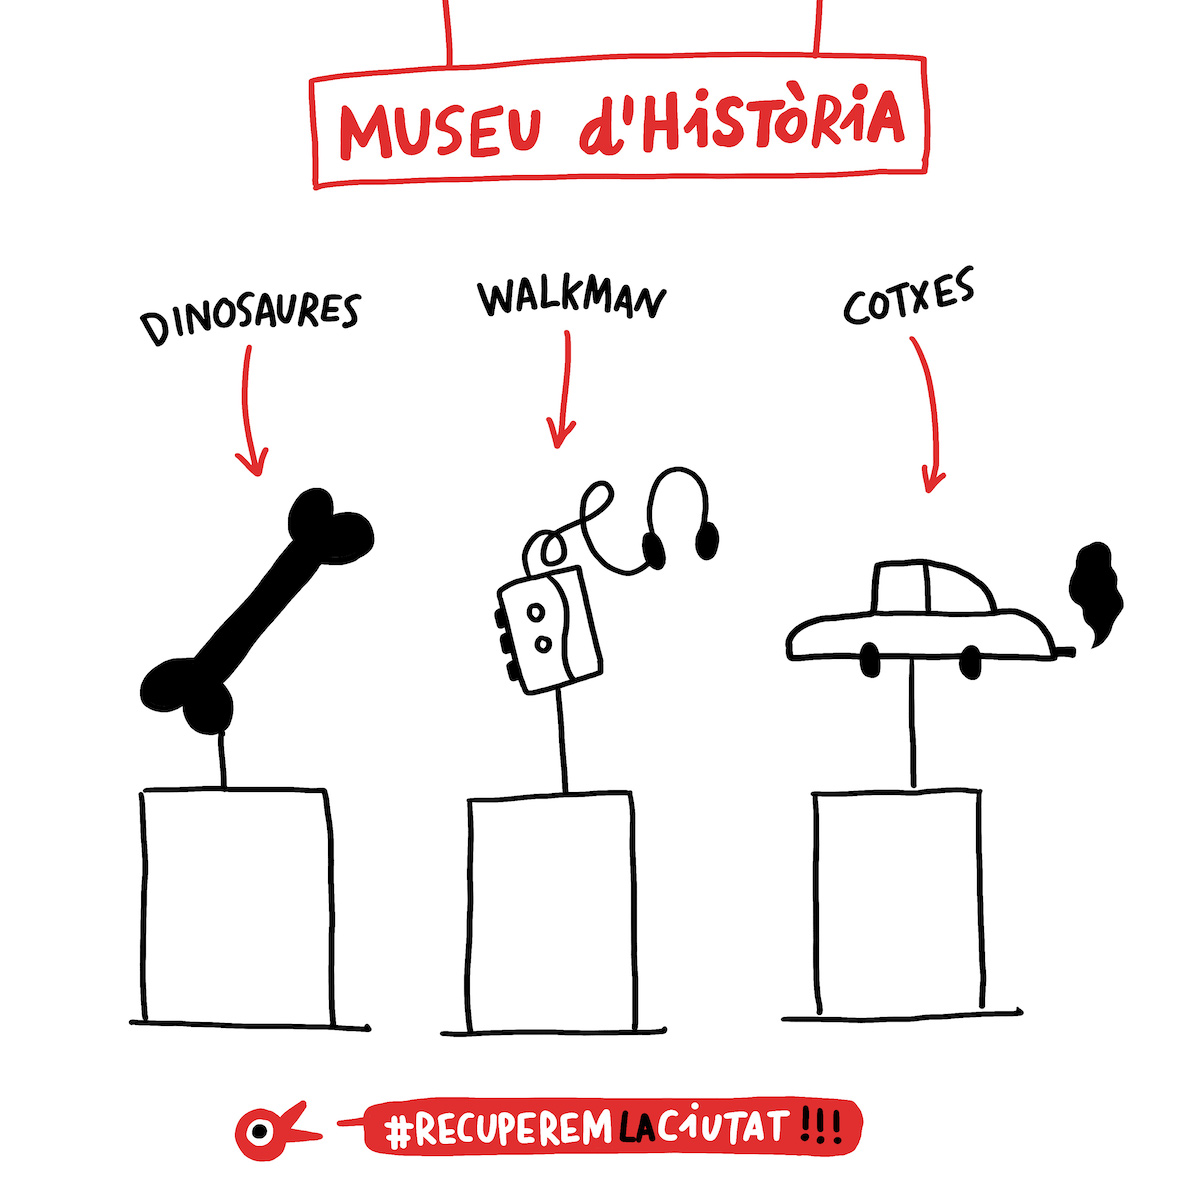 MUSEU d'HiSTÒRiA
DINOSAURES
WALKMAN
COTXES
#RECUPEREMLACiUTAT!!!